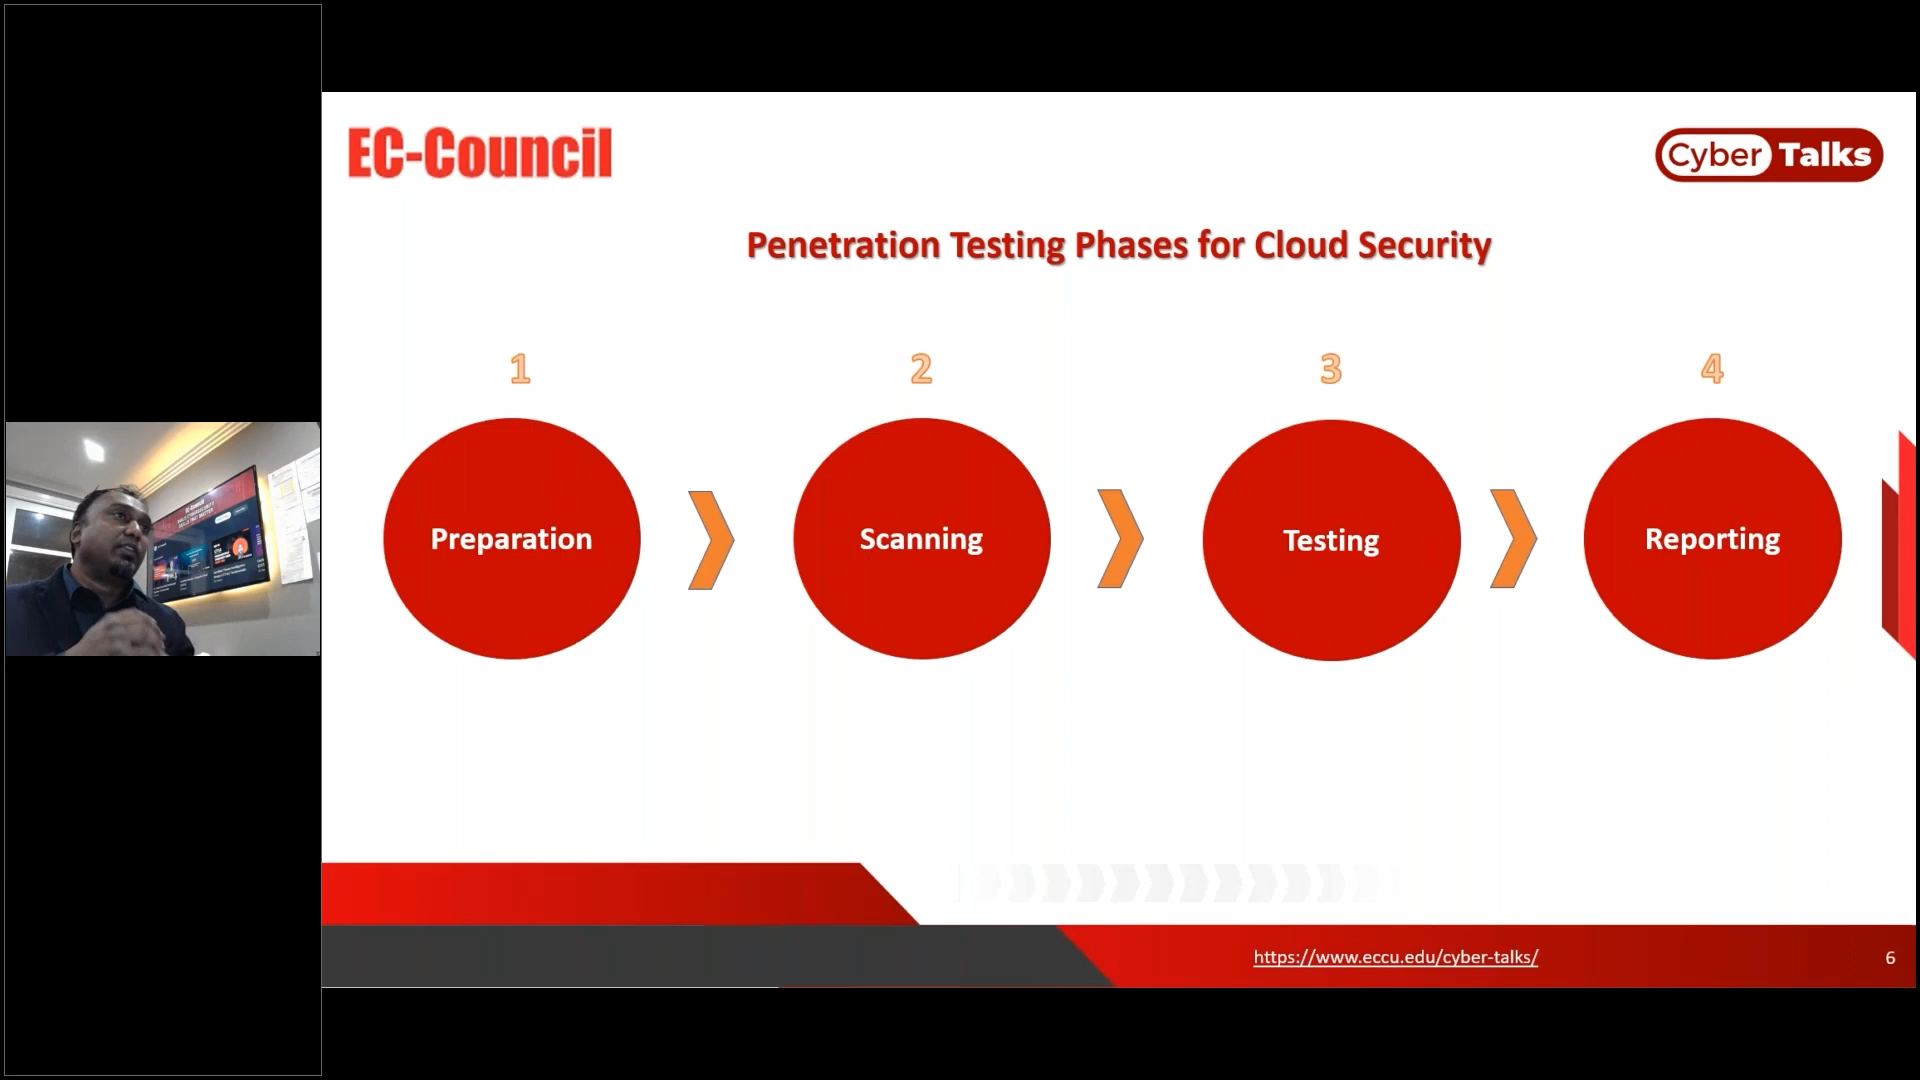 EC-Council
Cyber Talks
Penetration Testing Phases for Cloud Security
1
2
3
4
Preparation
Scanning
Testing
Reporting
https://www.eccu.edu/cyber-talks/
6